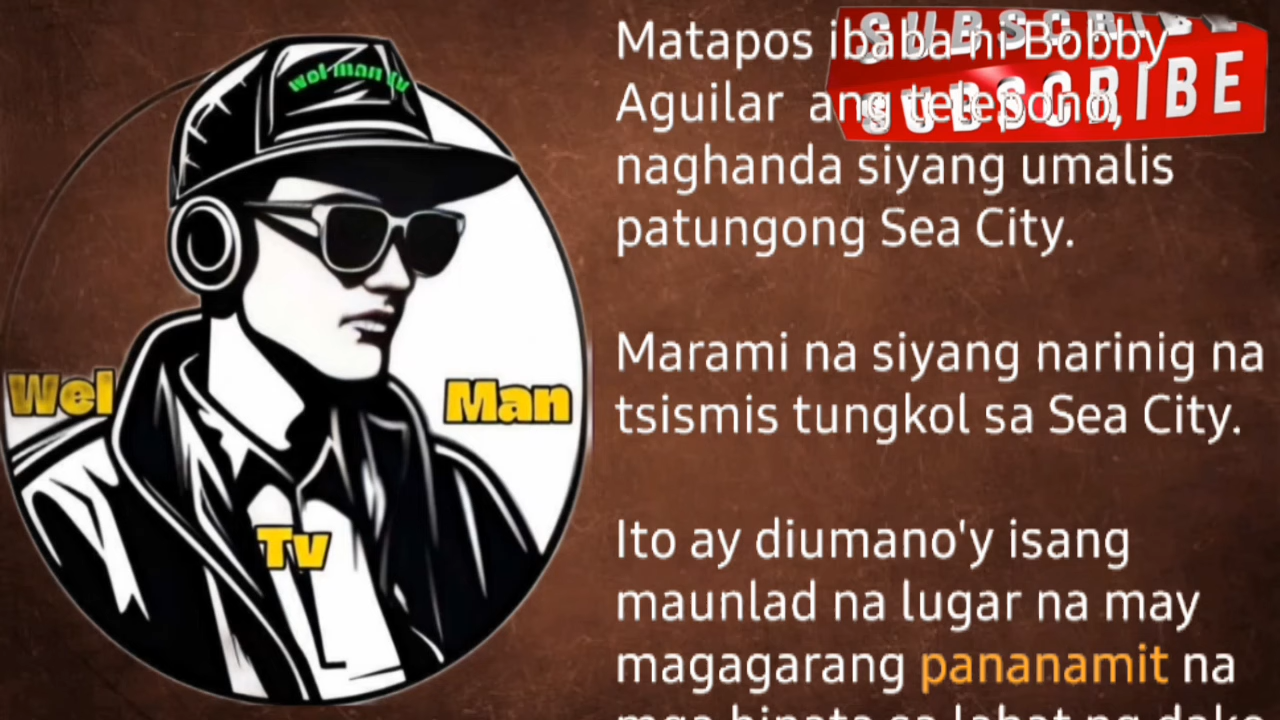 wel man tv
Wel
Man
Tv
SUBSCRIBE
SUBSCRIBE
Matapos ibaba ni Bobby
Aguilar ang telepono,
naghanda siyang umalis
patungong Sea City.
Marami na siyang narinig na
tsismis tungkol sa Sea City.
Ito ay diumano'y isang
maunlad na lugar na may
magagarang pananamit na